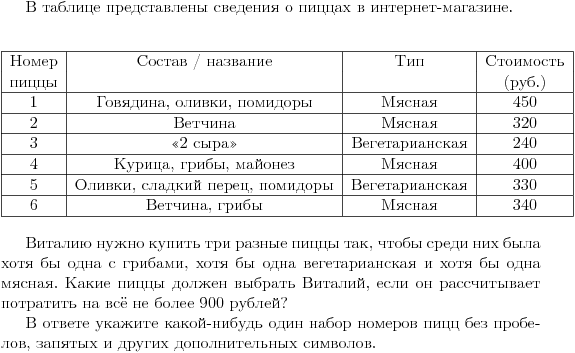 В таблице представлены сведения о пиццах в интернет-магазине.
Номер пиццы | Состав / название | Тип | Стоимость (руб.)
1 | Говядина, оливки, помидоры | Мясная | 450
2 | Ветчина | Мясная | 320
3 | «2 сыра» | Вегетарианская | 240
4 | Курица, грибы, майонез | Мясная | 400
5 | Оливки, сладкий перец, помидоры | Вегетарианская | 330
6 | Ветчина, грибы | Мясная | 340
Виталию нужно купить три разные пиццы так, чтобы среди них была
хотя бы одна с грибами, хотя бы одна вегетарианская и хотя бы одна
мясная. Какие пиццы должен выбрать Виталий, если он рассчитывает
потратить на всё не более 900 рублей?
В ответе укажите какой-нибудь один набор номеров пицц без пробе-
лов, запятых и других дополнительных символов.